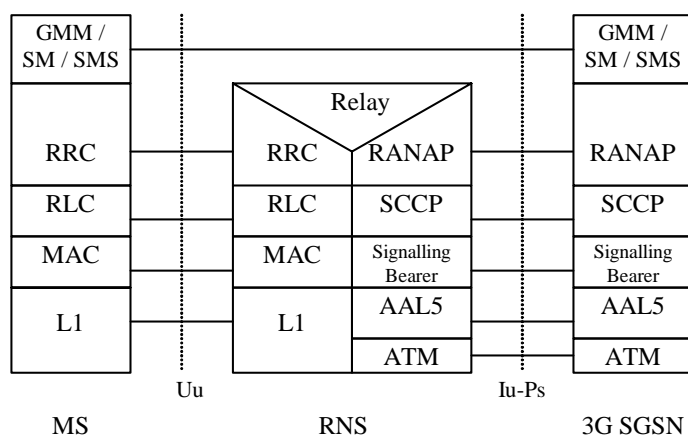 GMM /
SM / SMS
GMM /
SM / SMS
Relay
RRC
RRC
RANAP
RANAP
RLC
RLC
SCCP
SCCP
MAC
MAC
Signalling
Bearer
Signalling
Bearer
L1
L1
AAL5
AAL5
ATM
ATM
Uu
Iu-Ps
MS
RNS
3G SGSN